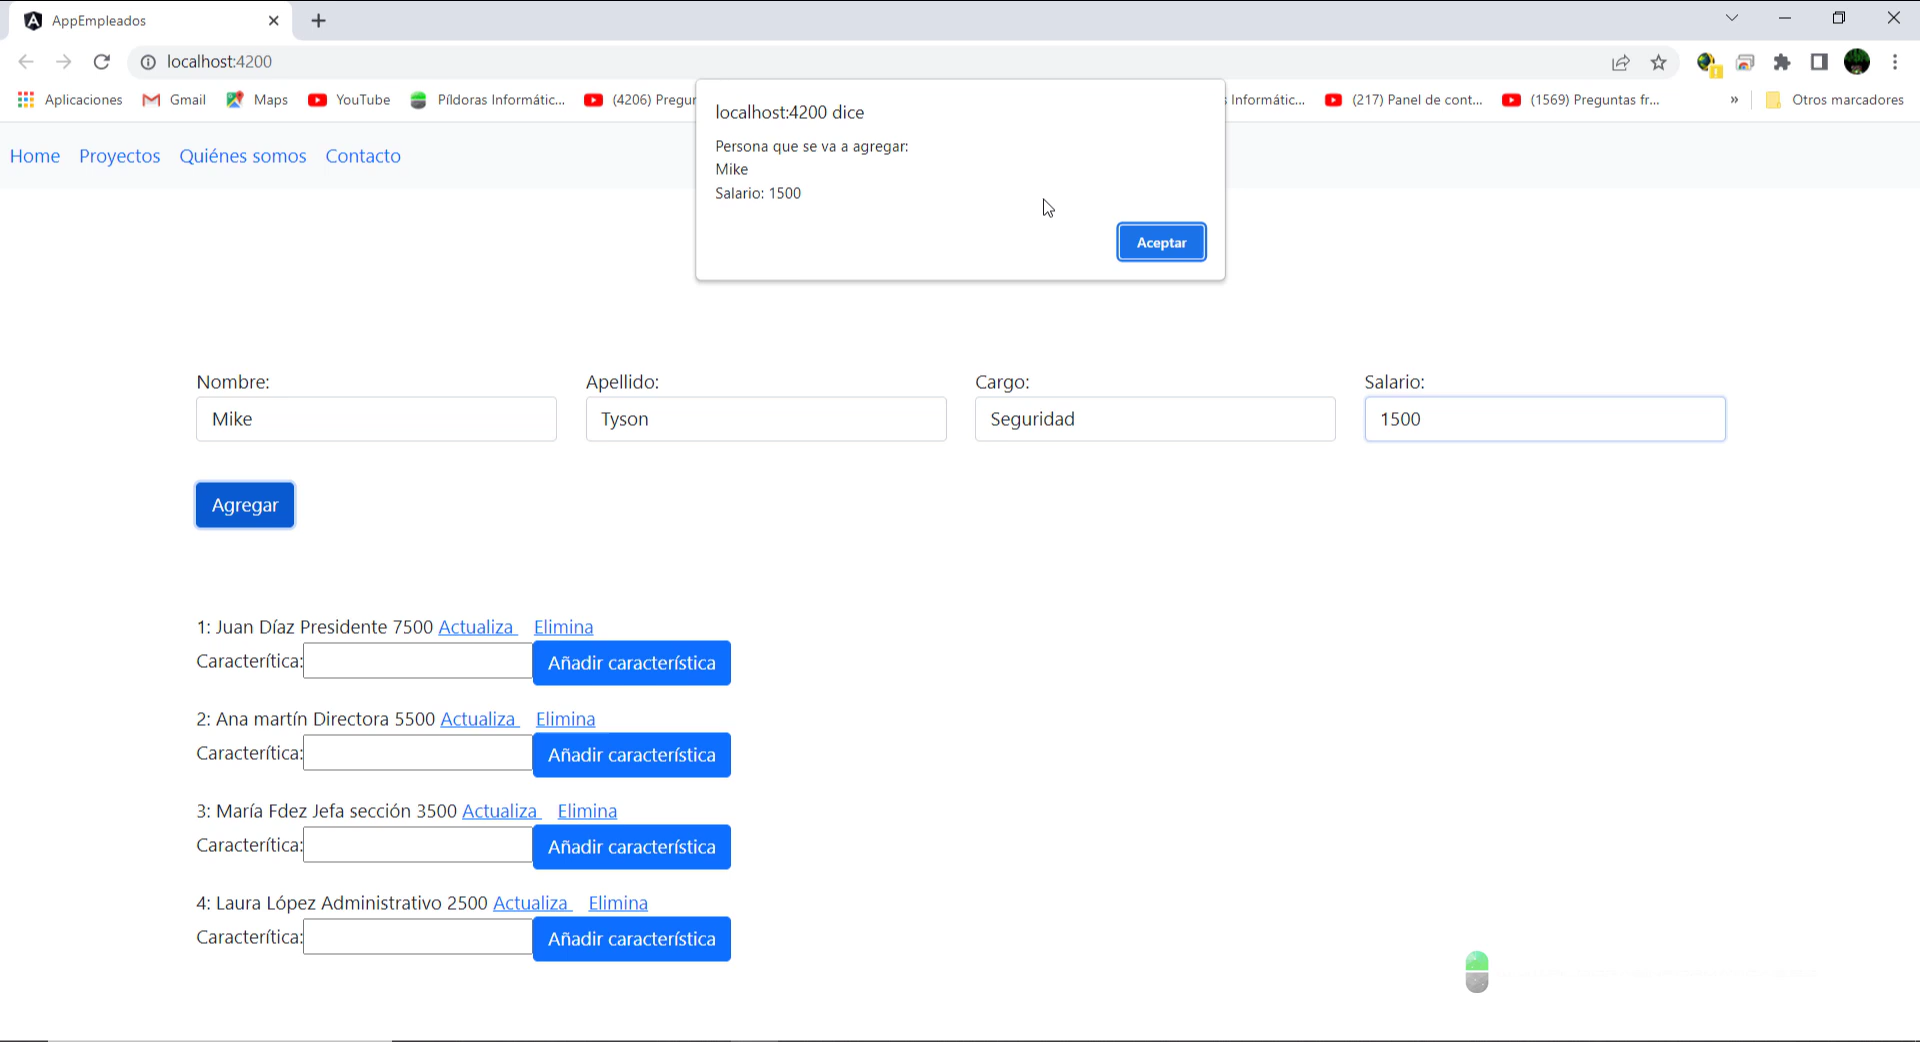 AppEmpleados
localhost:4200
Aplicaciones Gmail Maps YouTube Píldoras Informátic... (4206) Pregun Informátic... (217) Panel de cont... (1569) Preguntas fr... » Otros marcadores
localhost:4200 dice
Persona que se va a agregar:
Mike
Salario: 1500
Aceptar
Home Proyectos Quiénes somos Contacto
Nombre: Apellido: Cargo: Salario:
Mike Tyson Seguridad 1500
Agregar
1: Juan Díaz Presidente 7500 Actualiza Elimina
Caracterítica: Añadir característica
2: Ana martín Directora 5500 Actualiza Elimina
Caracterítica: Añadir característica
3: María Fdez Jefa sección 3500 Actualiza Elimina
Caracterítica: Añadir característica
4: Laura López Administrativo 2500 Actualiza Elimina
Caracterítica: Añadir característica